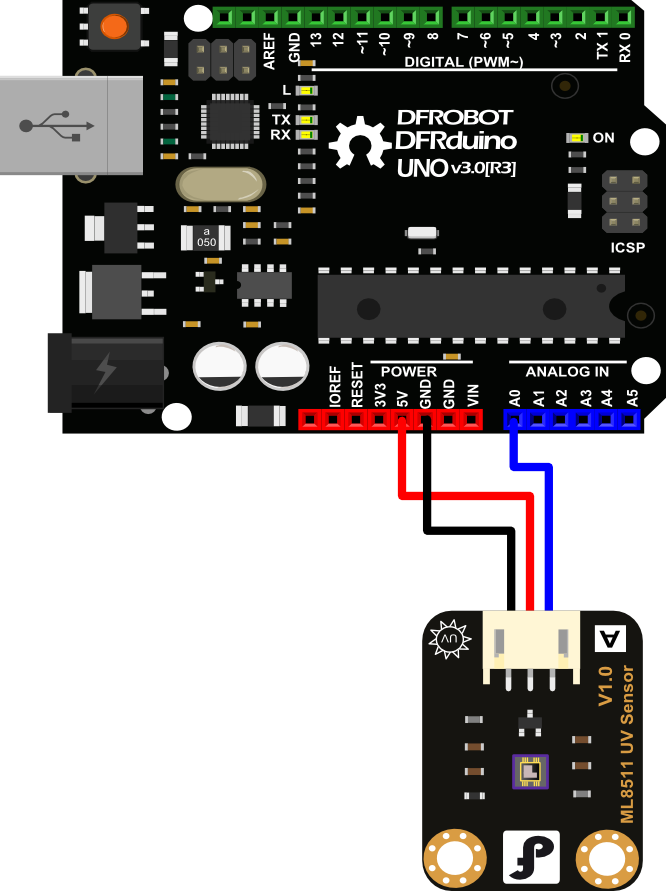 AREF
GND
13
12
~11
~10
~9
8
7
~6
~5
4
~3
2
TX 1
RX 0
DIGITAL (PWM~)
L
TX
RX
DFROBOT
DFRduino
UNO v3.0[R3]
ON
ICSP
a
050
POWER
ANALOG IN
IOREF
RESET
3V3
5V
GND
GND
VIN
A0
A1
A2
A3
A4
A5
UV
A
V1.0
ML8511 UV Sensor